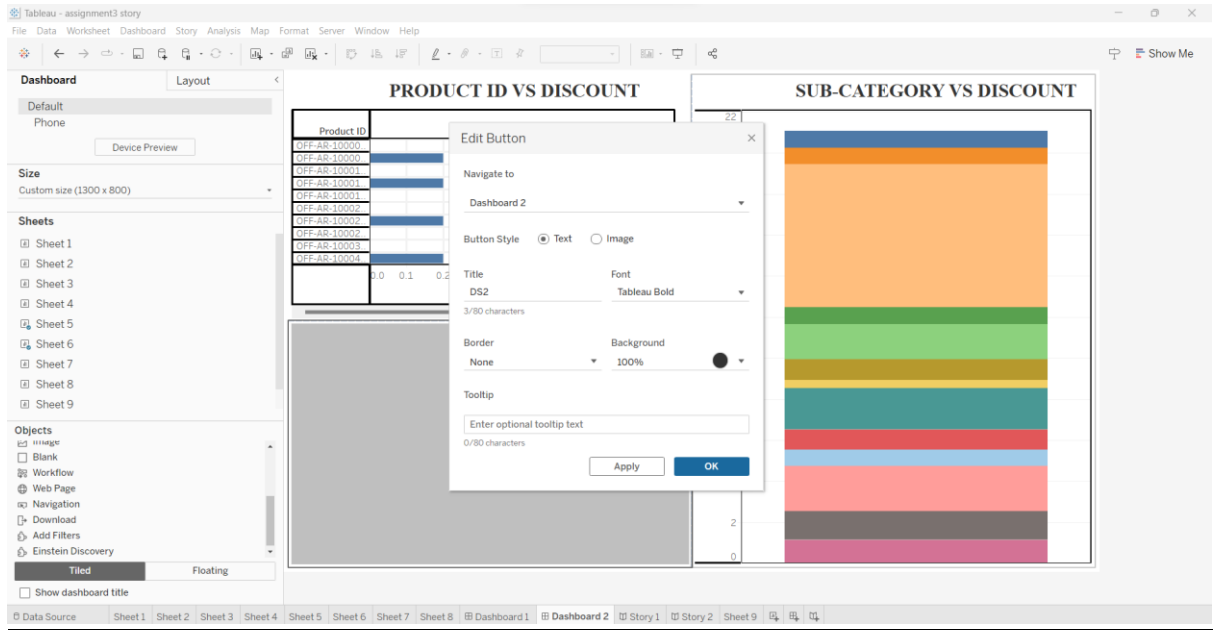 Tableau - assignment3 story
File Data Worksheet Dashboard Story Analysis Map Format Server Window Help
Show Me
Dashboard Layout
Default
Phone
Device Preview
Size
Custom size (1300 x 800)
Sheets
Sheet 1
Sheet 2
Sheet 3
Sheet 4
Sheet 5
Sheet 6
Sheet 7
Sheet 8
Sheet 9
Objects
Image
Blank
Workflow
Web Page
Navigation
Download
Add Filters
Einstein Discovery
Tiled Floating
Show dashboard title
PRODUCT ID VS DISCOUNT
Product ID
OFF-AR-10000..
OFF-AR-10000..
OFF-AR-10001..
OFF-AR-10001..
OFF-AR-10001..
OFF-AR-10002..
OFF-AR-10002..
OFF-AR-10002..
OFF-AR-10003..
OFF-AR-10004..
0.0 0.1 0.2
SUB-CATEGORY VS DISCOUNT
22
2
0
Edit Button
Navigate to
Dashboard 2
Button Style Text Image
Title Font
DS2 Tableau Bold
3/80 characters
Border Background
None 100%
Tooltip
Enter optional tooltip text
0/80 characters
Apply OK
Data Source Sheet 1 Sheet 2 Sheet 3 Sheet 4 Sheet 5 Sheet 6 Sheet 7 Sheet 8 Dashboard 1 Dashboard 2 Story 1 Story 2 Sheet 9